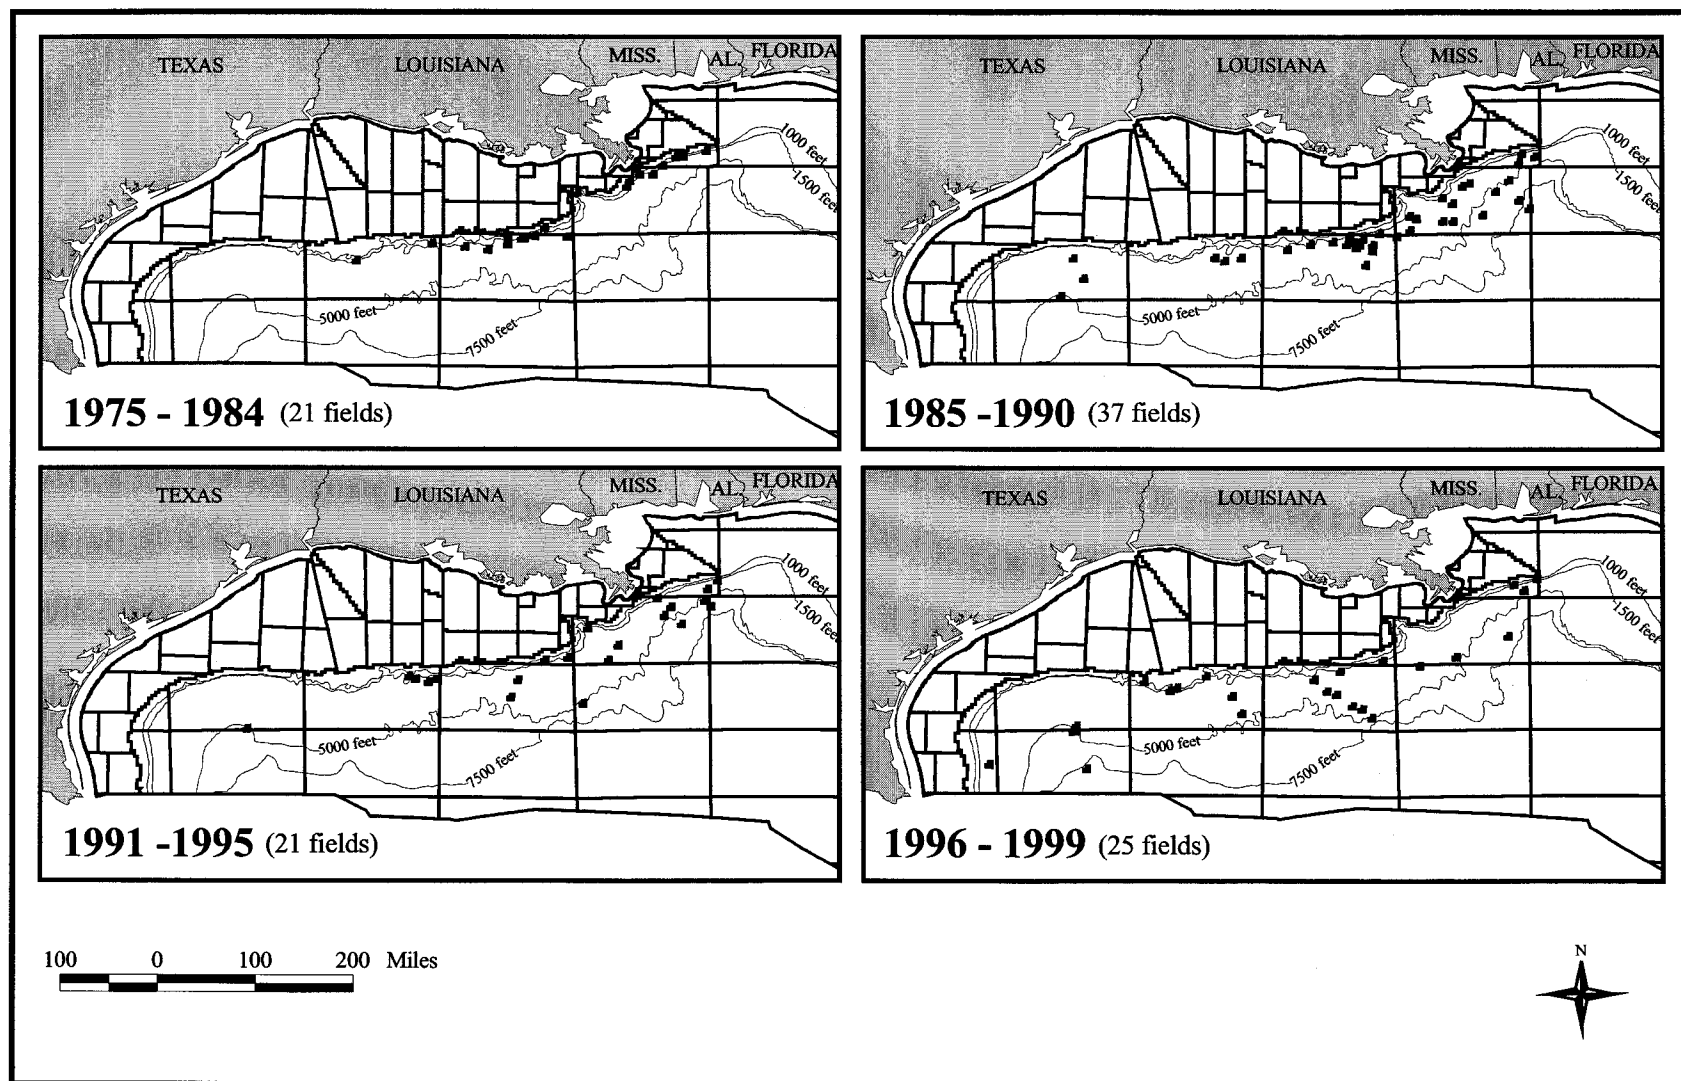 TEXAS
LOUISIANA
MISS.
AL.
FLORIDA
1000 feet
1500 feet
5000 feet
7500 feet
1975 - 1984 (21 fields)
TEXAS
LOUISIANA
MISS.
AL.
FLORIDA
1000 feet
1500 feet
5000 feet
7500 feet
1985 -1990 (37 fields)
TEXAS
LOUISIANA
MISS.
AL.
FLORIDA
1000 feet
1500 feet
5000 feet
7500 feet
1991 -1995 (21 fields)
TEXAS
LOUISIANA
MISS.
AL.
FLORIDA
1000 feet
1500 feet
5000 feet
7500 feet
1996 - 1999 (25 fields)
100 0 100 200 Miles
N